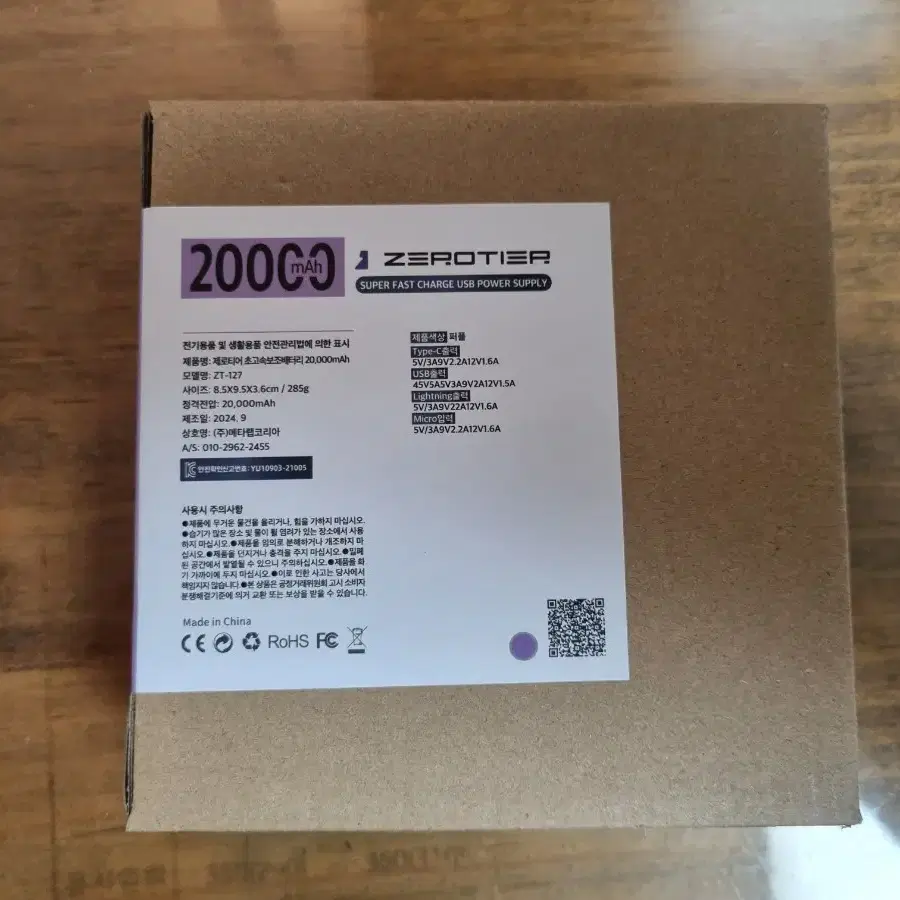 20000
mAh
ZEROTIER
SUPER FAST CHARGE USB POWER SUPPLY
전기용품 및 생활용품 안전관리법에 의한 표시
제품명: 제로티어 초고속보조배터리 20,000mAh
모델명: ZT-127
사이즈: 8.5X9.5X3.6cm / 285g
정격전압: 20,000mAh
제조일: 2024. 9
상호명: (주)메타랩코리아
A/S: 010-2962-2455
안전확인신고번호: YU10903-21005
제품색상 퍼플
Type-C출력
5V/3A9V2.2A12V1.6A
USB출력
45V5A5V3A9V2A12V1.5A
Lightning출력
5V/3A9V22A12V1.6A
Micro입력
5V/3A9V2.2A12V1.6A
사용시 주의사항
●제품에 무거운 물건을 올리거나, 힘을 가하지 마십시오.
●습기가 많은 장소 및 물이 튈 염려가 있는 장소에서 사용
하지 마십시오.●제품을 임의로 분해하거나 개조하지 마
십시오.●제품을 던지거나 충격을 주지 마십시오.●밀폐
된 공간에서 발열될 수 있으니 주의하십시오.●제품을 화
기 가까이에 두지 마십시오.●이로 인한 사고는 당사에서
책임지지 않습니다.●본 상품은 공정거래위원회 고시 소비자
분쟁해결기준에 의거 교환 또는 보상을 받을 수 있습니다.
Made in China
CE RoHS FC